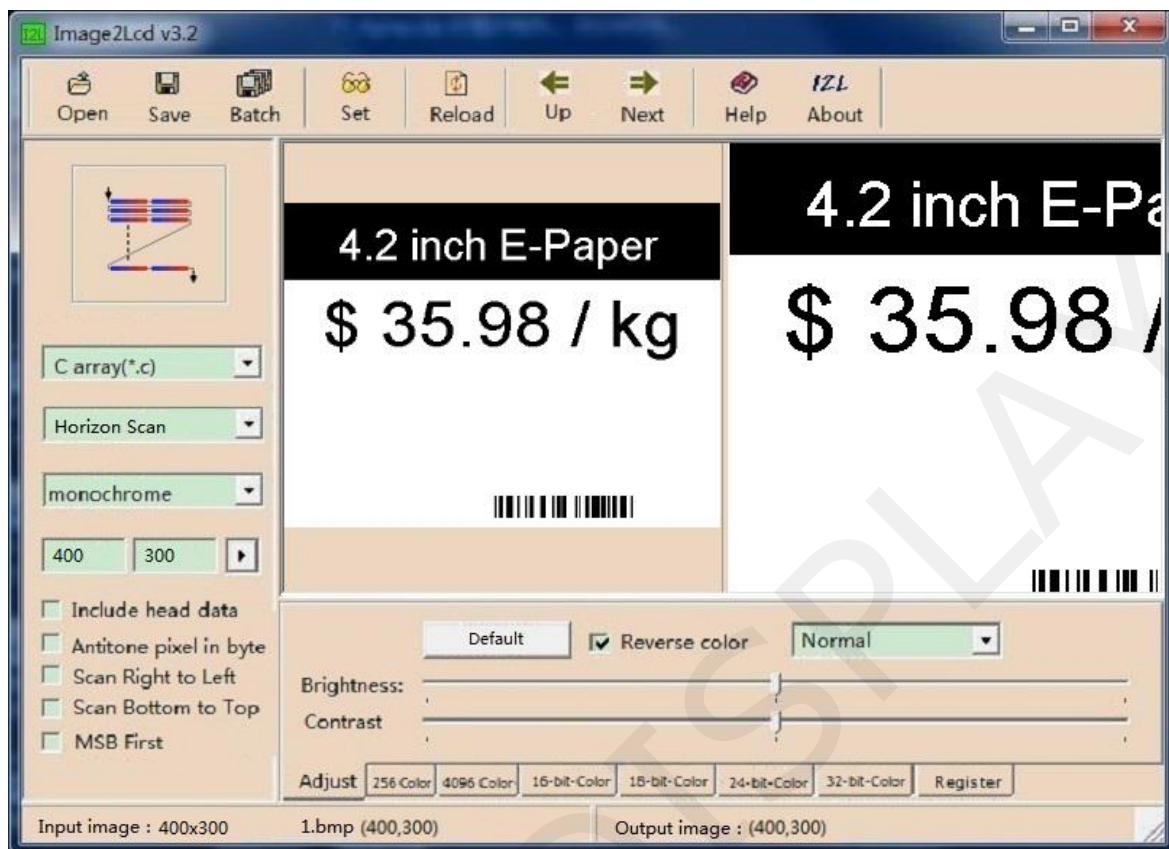 I2L Image2Lcd v3.2
Open Save Batch Set Reload Up Next Help I2L About
4.2 inch E-Paper
$ 35.98 / kg
4.2 inch E-Pa
$ 35.98 /
C array(*.c)
Horizon Scan
monochrome
400 300
Include head data
Antitone pixel in byte
Scan Right to Left
Scan Bottom to Top
MSB First
Default Reverse color Normal
Brightness:
Contrast
Adjust 256 Color 4096 Color 16-bit-Color 18-bit-Color 24-bit-Color 32-bit-Color Register
Input image : 400x300 1.bmp (400,300) Output image : (400,300)